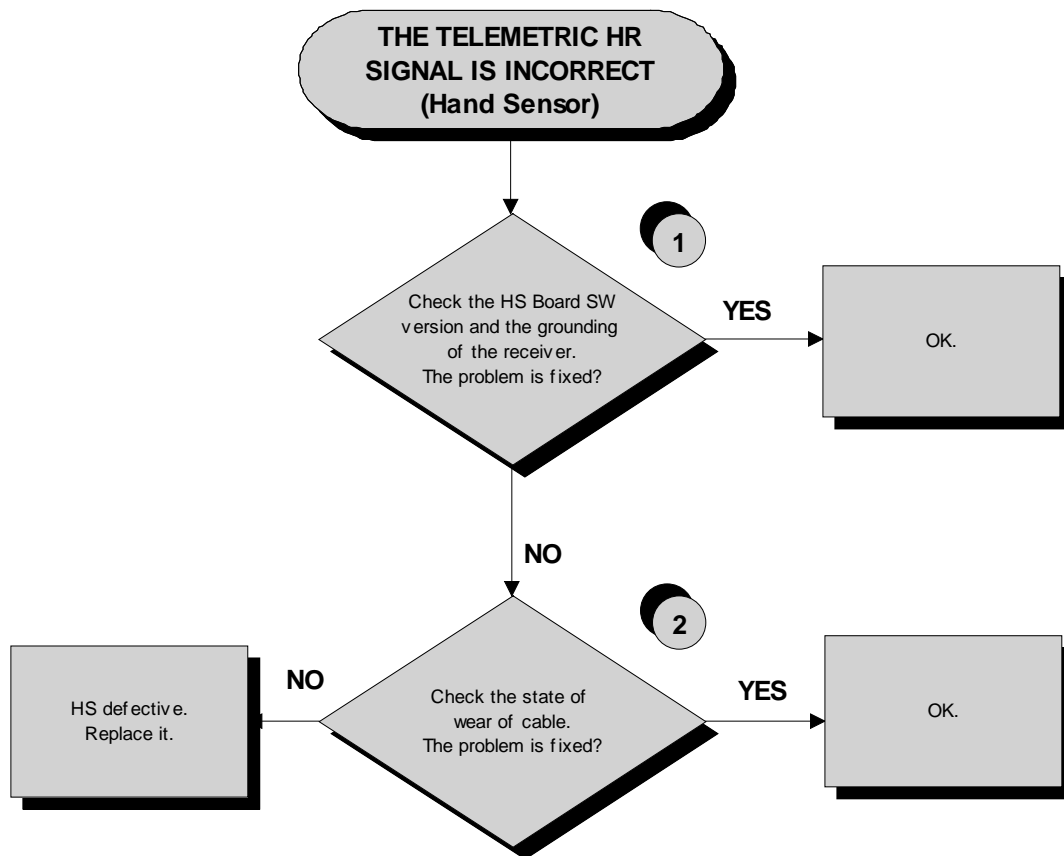 THE TELEMETRIC HR
SIGNAL IS INCORRECT
(Hand Sensor)
1
Check the HS Board SW
version and the grounding
of the receiver.
The problem is fixed?
YES
OK.
NO
2
Check the state of
wear of cable.
The problem is fixed?
YES
OK.
NO
HS defective.
Replace it.